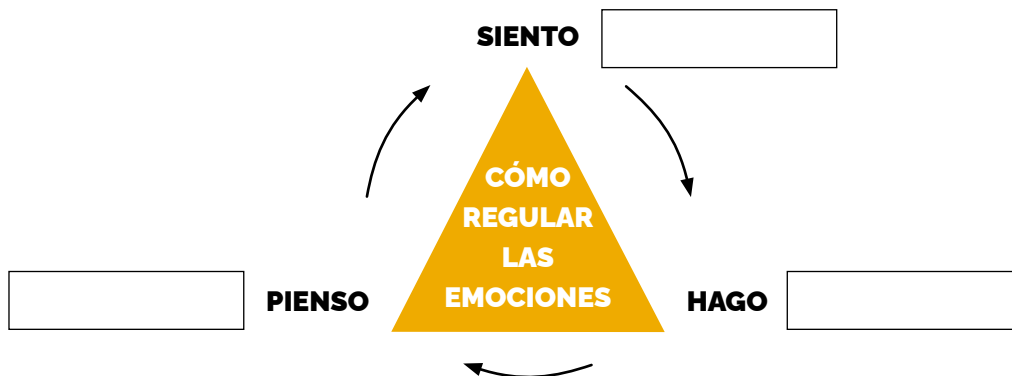 SIENTO
CÓMO
REGULAR
LAS
EMOCIONES
PIENSO
HAGO